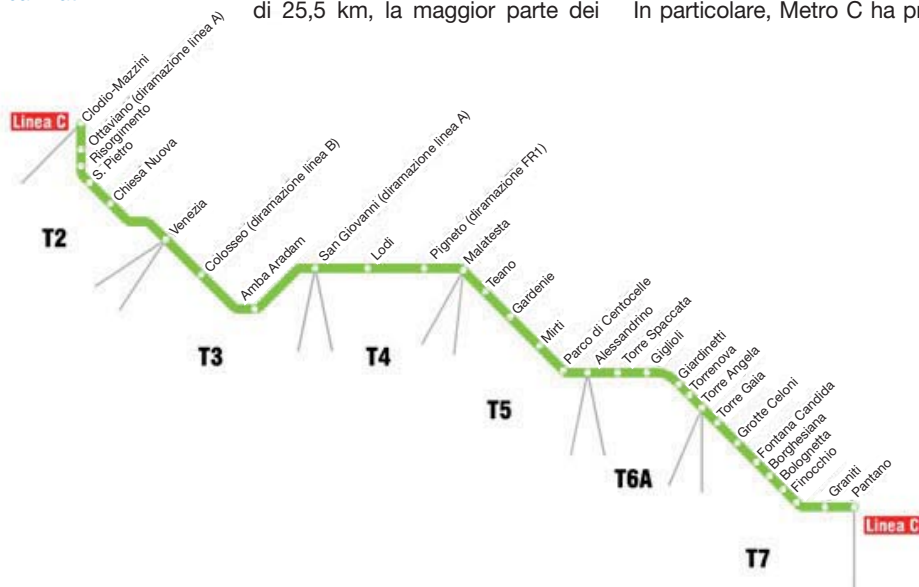 di 25,5 km, la maggior parte dei
In particolare, Metro C ha pr
Linea C
Clodio-Mazzini
Ottaviano (diramazione linea A)
Risorgimento
S. Pietro
Chiesa Nuova
Venezia
Colosseo (diramazione linea B)
Amba Aradam
San Giovanni (diramazione linea A)
Lodi
Pigneto (diramazione FR1)
Malatesta
Teano
Gardenie
Mirti
Parco di Centocelle
Alessandrino
Torre Spaccata
Giglioli
Giardinetti
Torrenova
Torre Angela
Torre Gaia
Grotte Celoni
Fontana Candida
Borghesiana
Bolognetta
Finocchio
Graniti
Pantano
Linea C
T2
T3
T4
T5
T6A
T7